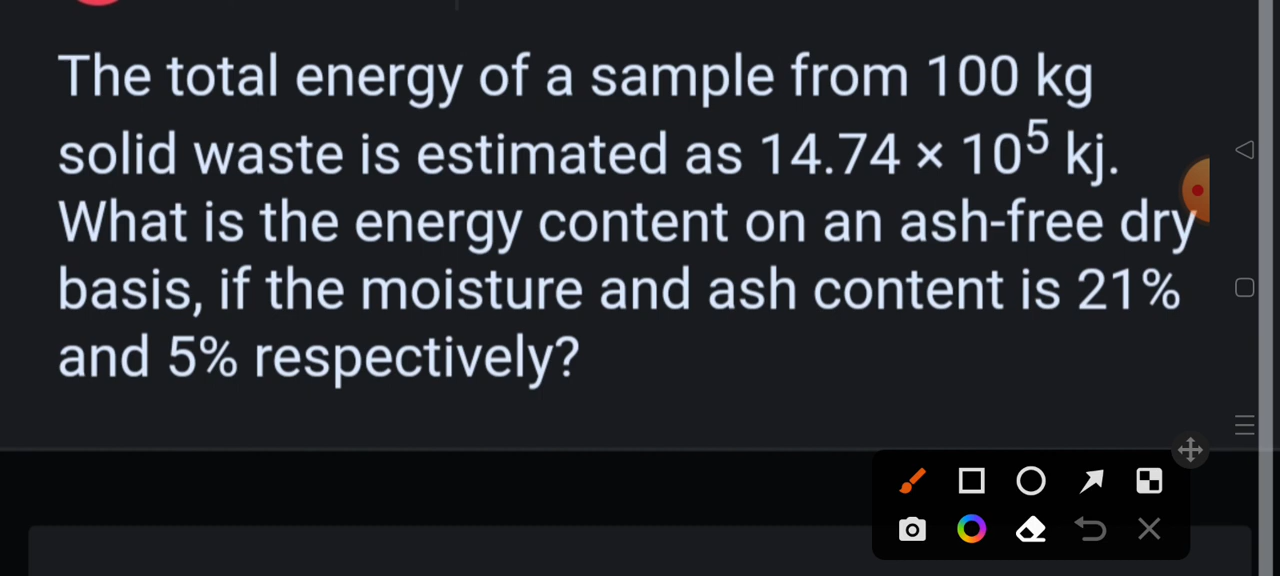 The total energy of a sample from 100 kg
solid waste is estimated as 14.74 × 10⁵ kj.
What is the energy content on an ash-free dry
basis, if the moisture and ash content is 21%
and 5% respectively?